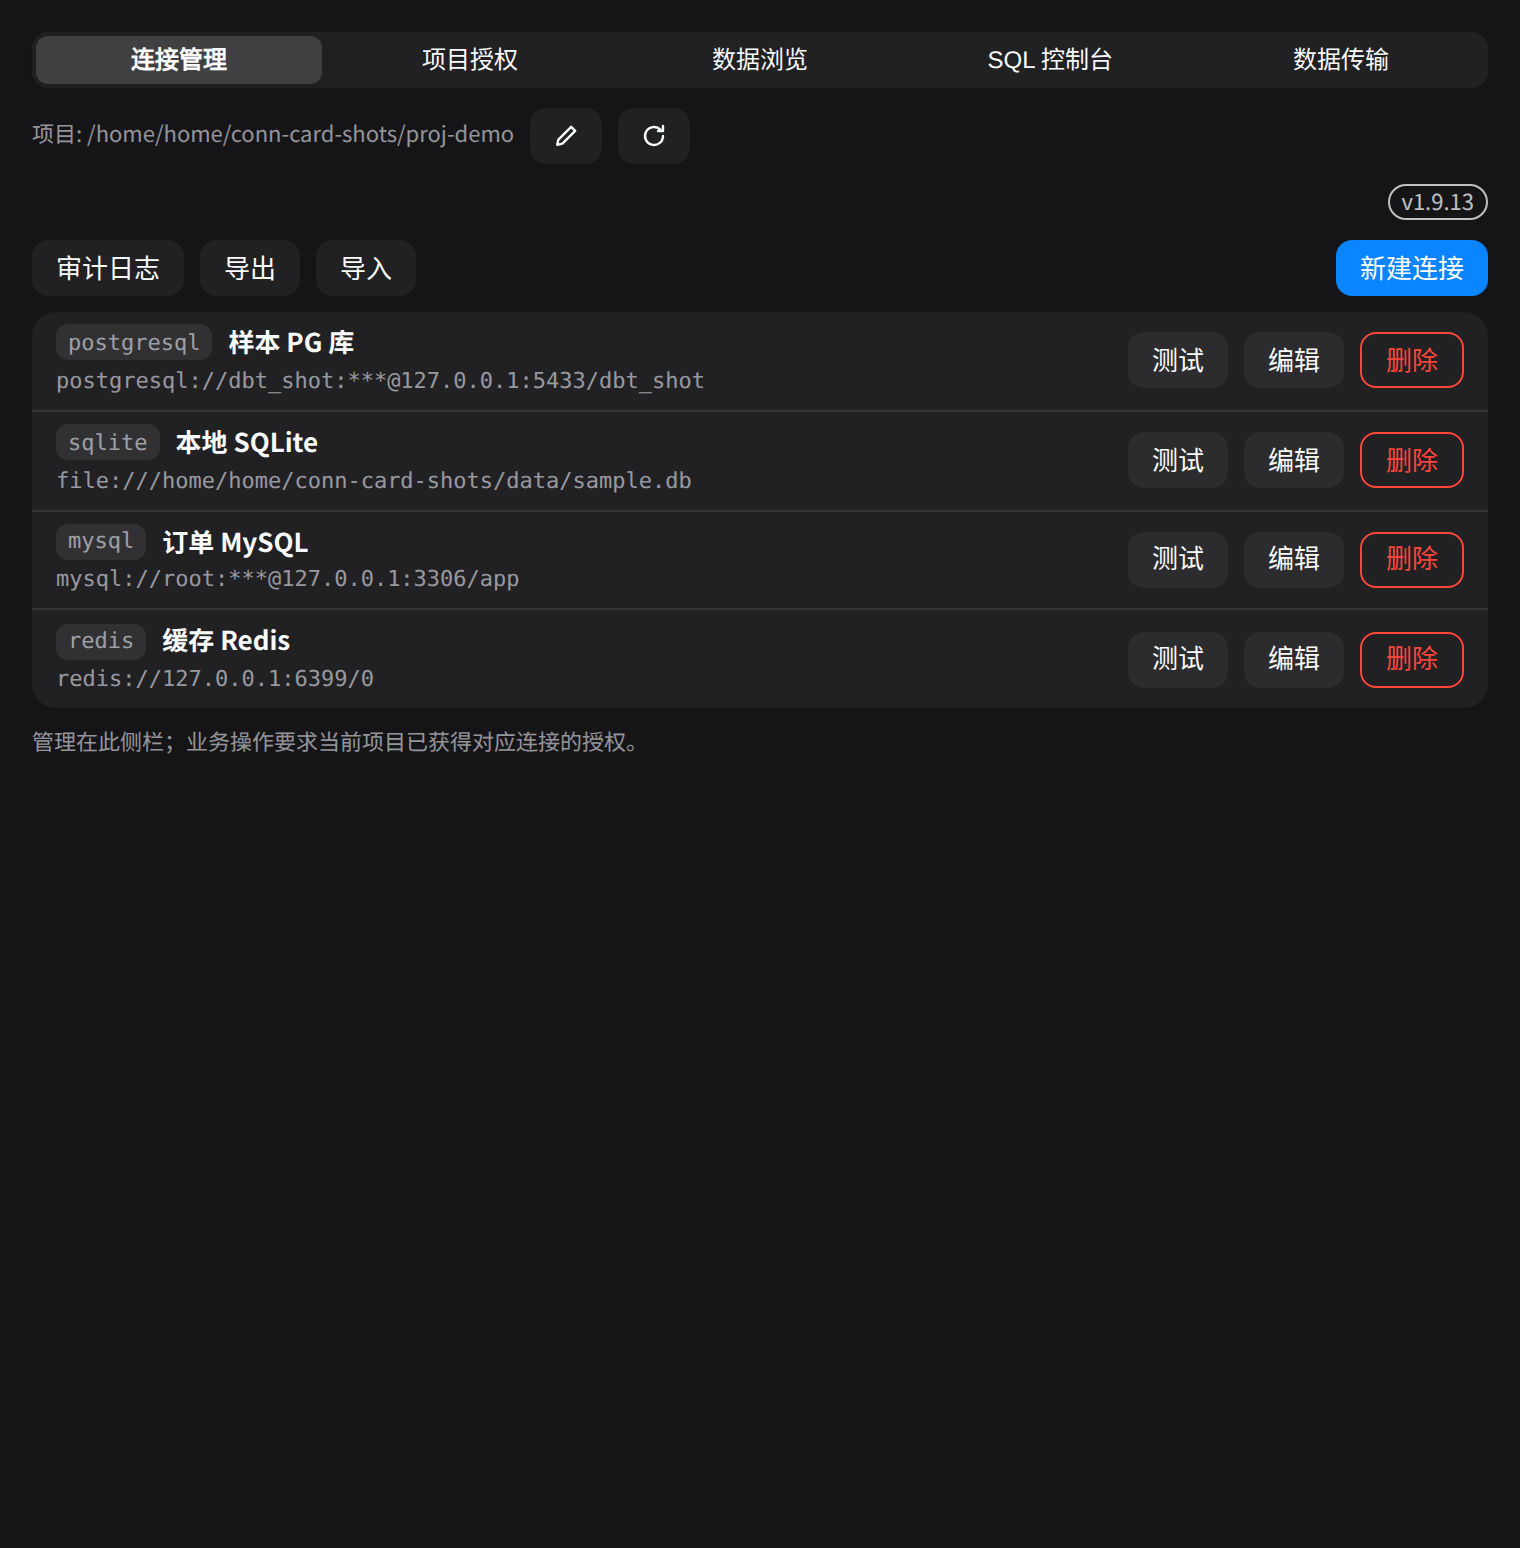 连接管理 项目授权 数据浏览 SQL 控制台 数据传输
项目: /home/home/conn-card-shots/proj-demo
v1.9.13
审计日志 导出 导入 新建连接
postgresql 样本 PG 库
postgresql://dbt_shot:***@127.0.0.1:5433/dbt_shot
测试 编辑 删除
sqlite 本地 SQLite
file:///home/home/conn-card-shots/data/sample.db
测试 编辑 删除
mysql 订单 MySQL
mysql://root:***@127.0.0.1:3306/app
测试 编辑 删除
redis 缓存 Redis
redis://127.0.0.1:6399/0
测试 编辑 删除
管理在此侧栏；业务操作要求当前项目已获得对应连接的授权。